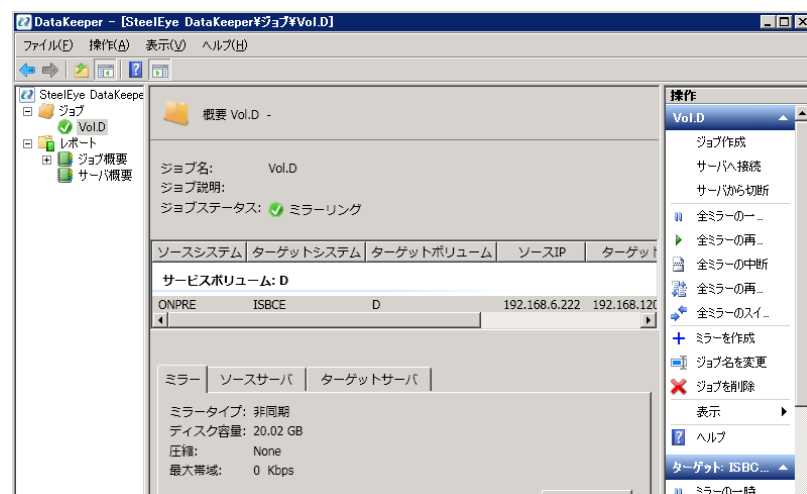 DataKeeper - [SteelEye DataKeeper¥ジョブ¥Vol.D]
ファイル(F) 操作(A) 表示(V) ヘルプ(H)
SteelEye DataKeepe
ジョブ
Vol.D
レポート
ジョブ概要
サーバ概要
概要 Vol.D -
ジョブ名: Vol.D
ジョブ説明:
ジョブステータス: ミラーリング
ソースシステム ターゲットシステム ターゲットボリューム ソースIP ターゲット
サービスボリューム: D
ONPRE ISBCE D 192.168.6.222 192.168.120
ミラー ソースサーバ ターゲットサーバ
ミラータイプ: 非同期
ディスク容量: 20.02 GB
圧縮: None
最大帯域: 0 Kbps
操作
Vol.D
ジョブ作成
サーバへ接続
サーバから切断
全ミラーの一...
全ミラーの再...
全ミラーの中断
全ミラーの再...
全ミラーのスイ...
ミラーを作成
ジョブ名を変更
ジョブを削除
表示
ヘルプ
ターゲット: ISBC...
ミラーの一時